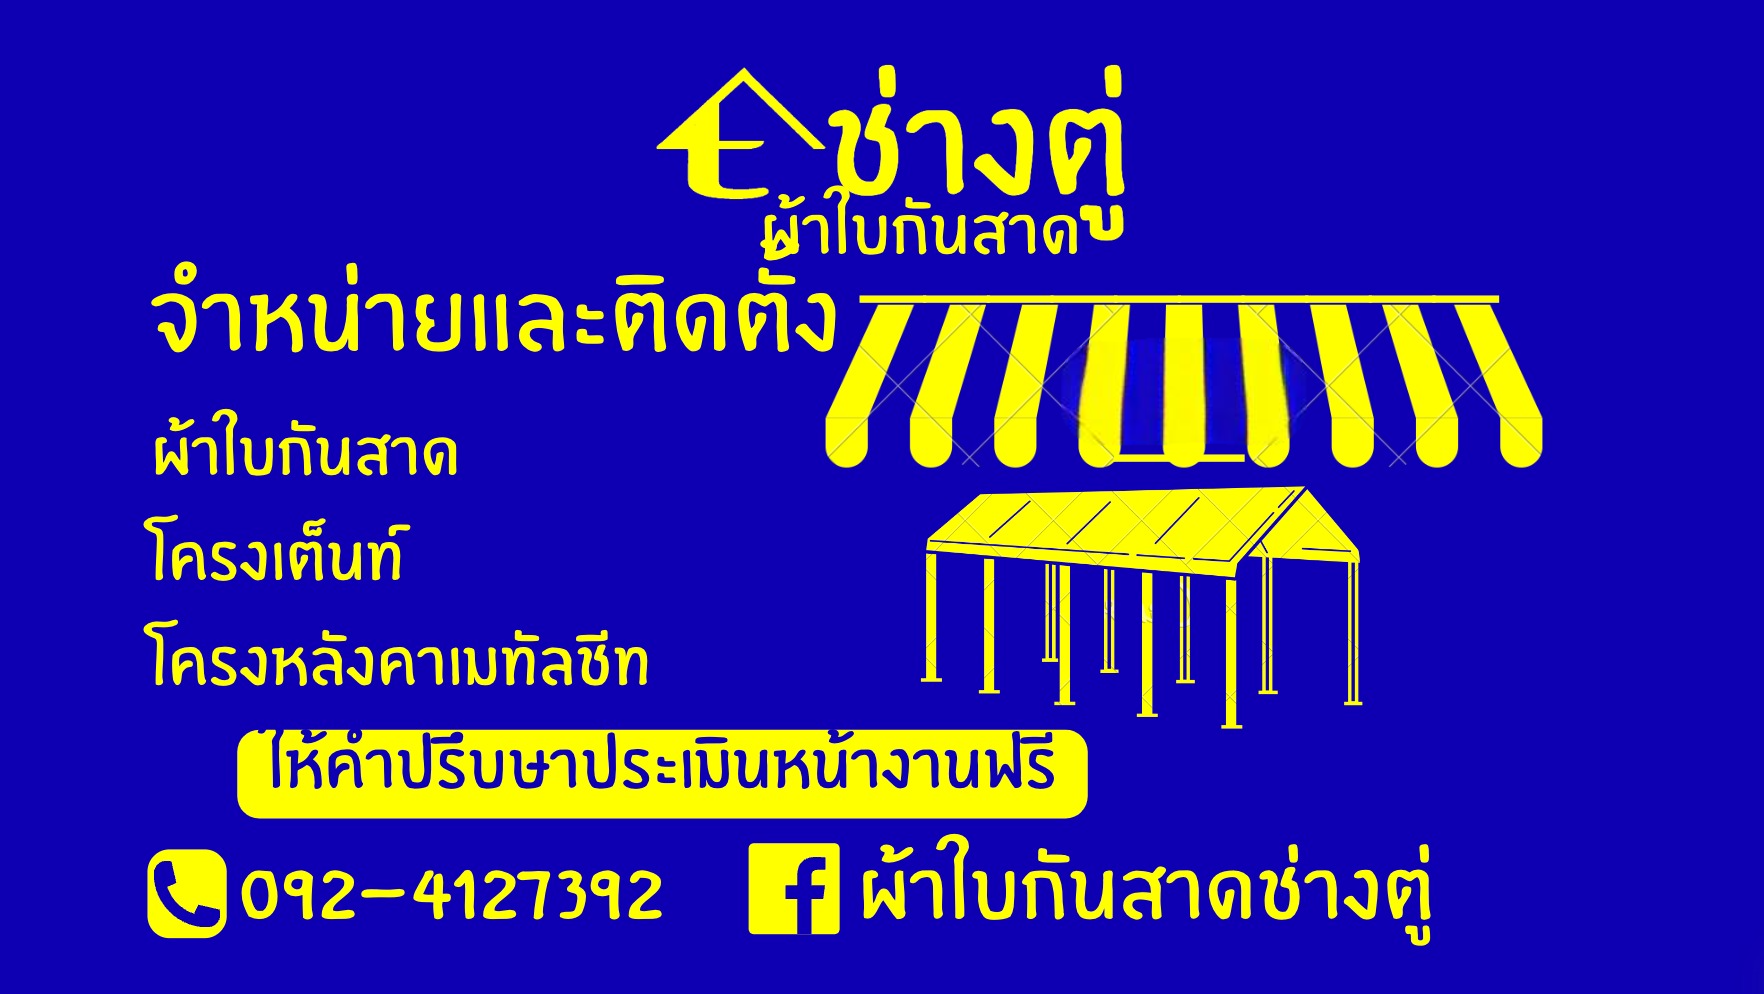 ช่างตู่
ผ้าใบกันสาด
จำหน่ายและติดตั้ง
ผ้าใบกันสาด
โครงเต็นท์
โครงหลังคาเมทัลชีท
ให้คำปรึบษาประเมินหน้างานฟรี
092-4127392
ผ้าใบกันสาดช่างตู่